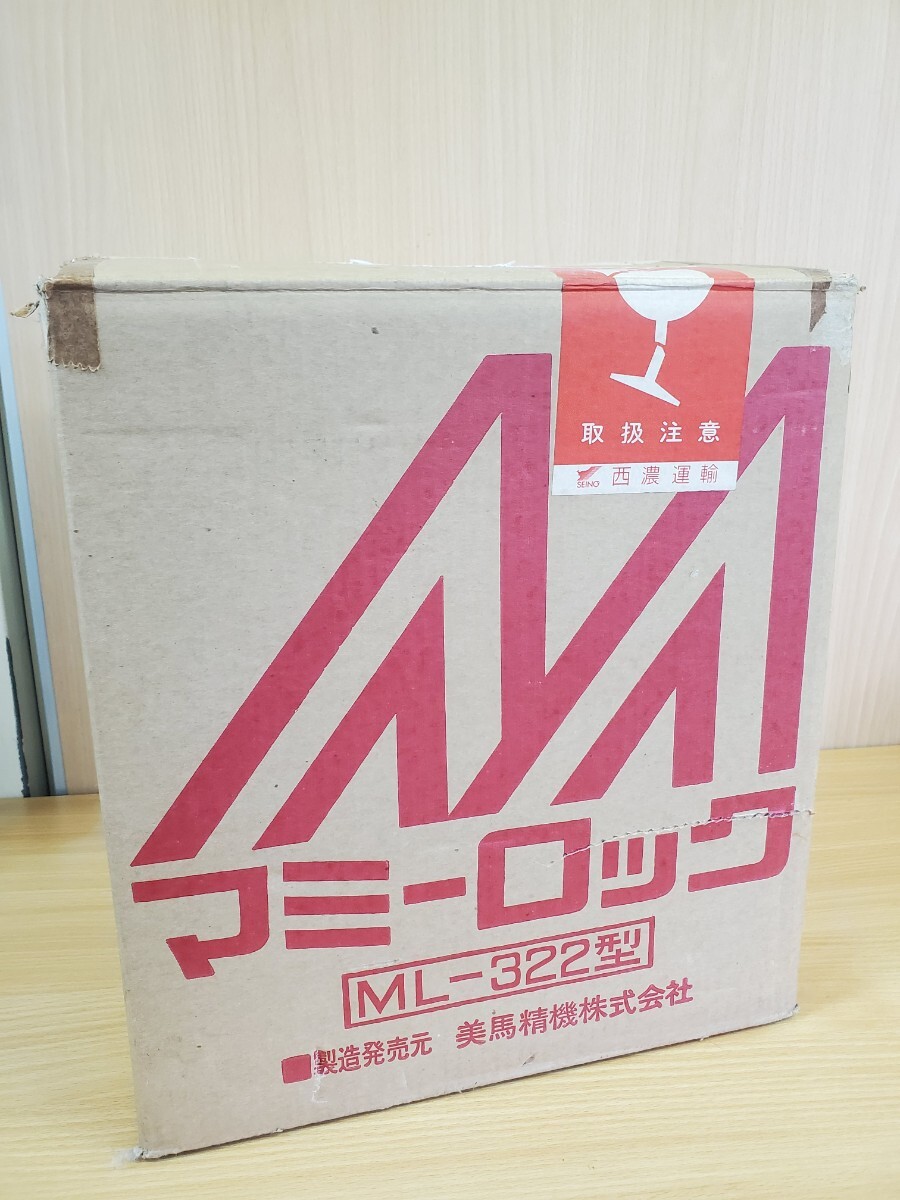 取扱注意
SEINO 西濃運輸
マミーロック
ML-322型
■製造発売元 美馬精機株式会社